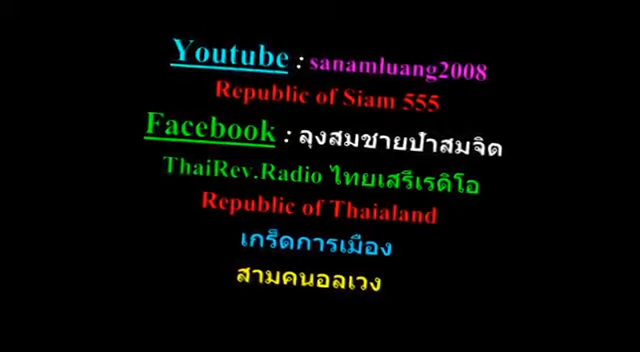 Youtube : sanamluang2008
Republic of Siam 555
Facebook : ลุงสมชายป้าสมจิต
ThaiRev.Radio ไทยเสรีเรดิโอ
Republic of Thaialand
เกร็ดการเมือง
สามคนอลเวง